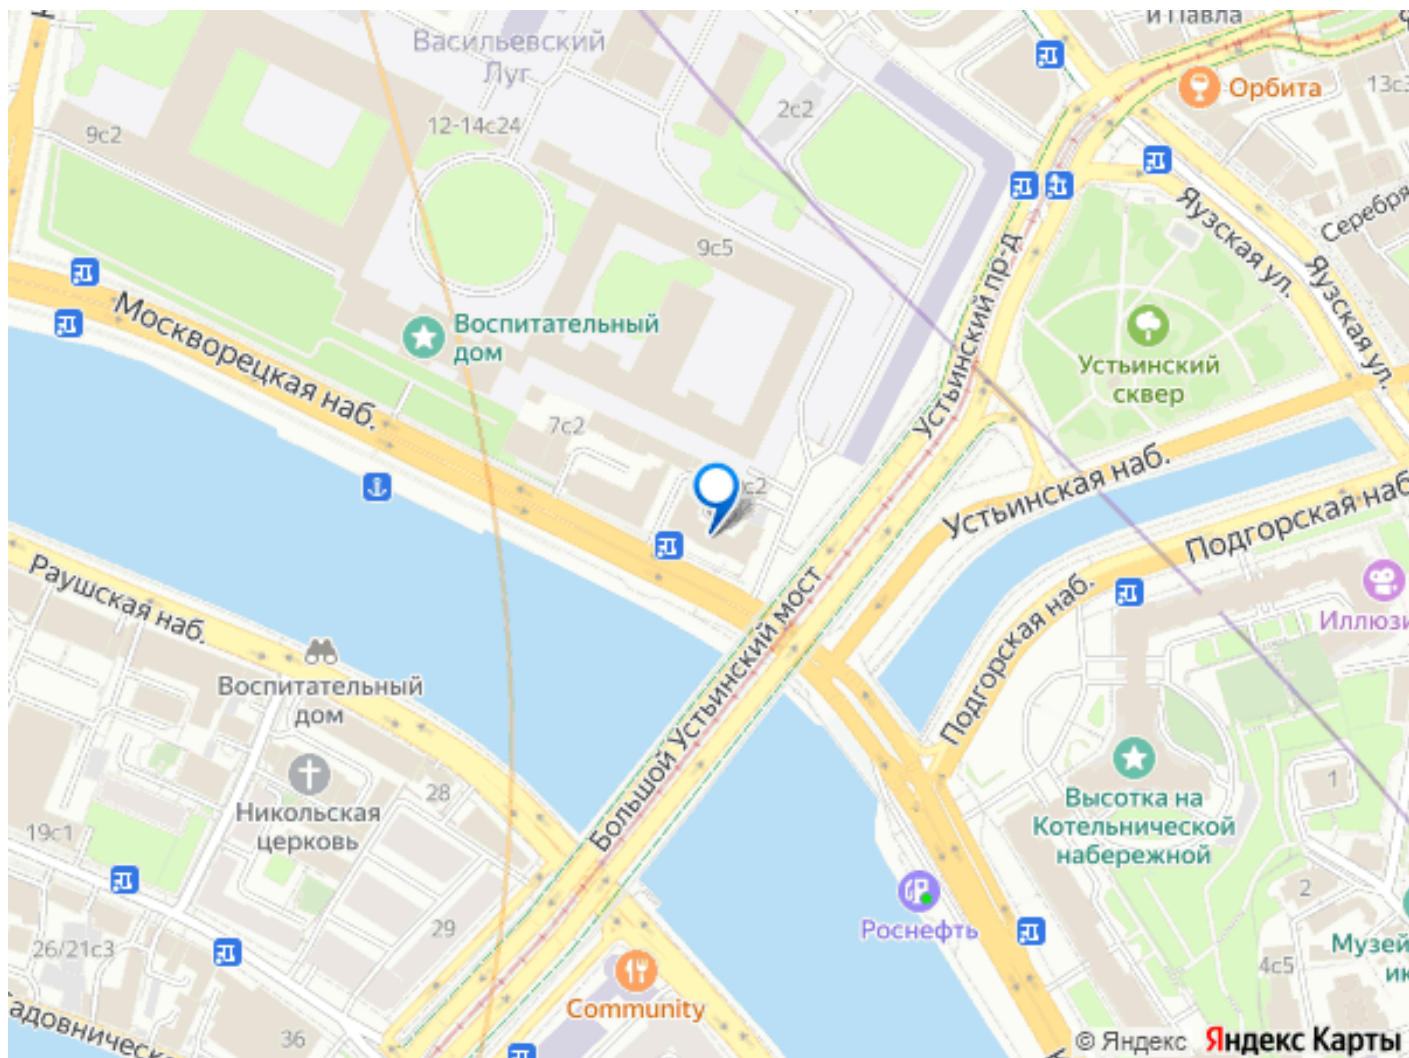 и Павла
Васильевский
Луг
Орбита
13с3
2с2
12-14с24
9с2
Яузская ул.
Серебря
9с5
Устьинский пр-д
Яузская ул.
Москворецкая наб.
Воспитательный
дом
Устьинский
сквер
7с2
Устьинская наб.
Подгорская наб.
Подгорская наб
Раушская наб.
Большой Устьинский мост
Иллюзи
Воспитательный
дом
28
Никольская
церковь
19с1
1
Высотка на
Котельнической
набережной
2
29
Роснефть
26/21с3
Музей
ик
4с5
Community
адовническа
36
© Яндекс
Яндекс Карты